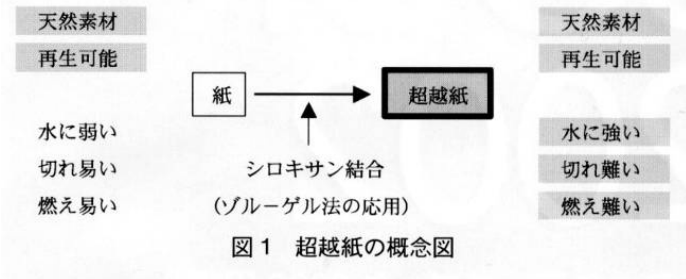 天然素材
再生可能
水に弱い
切れ易い
燃え易い
紙
超越紙
シロキサン結合
(ゾルーゲル法の応用)
天然素材
再生可能
水に強い
切れ難い
燃え難い
図1 超越紙の概念図